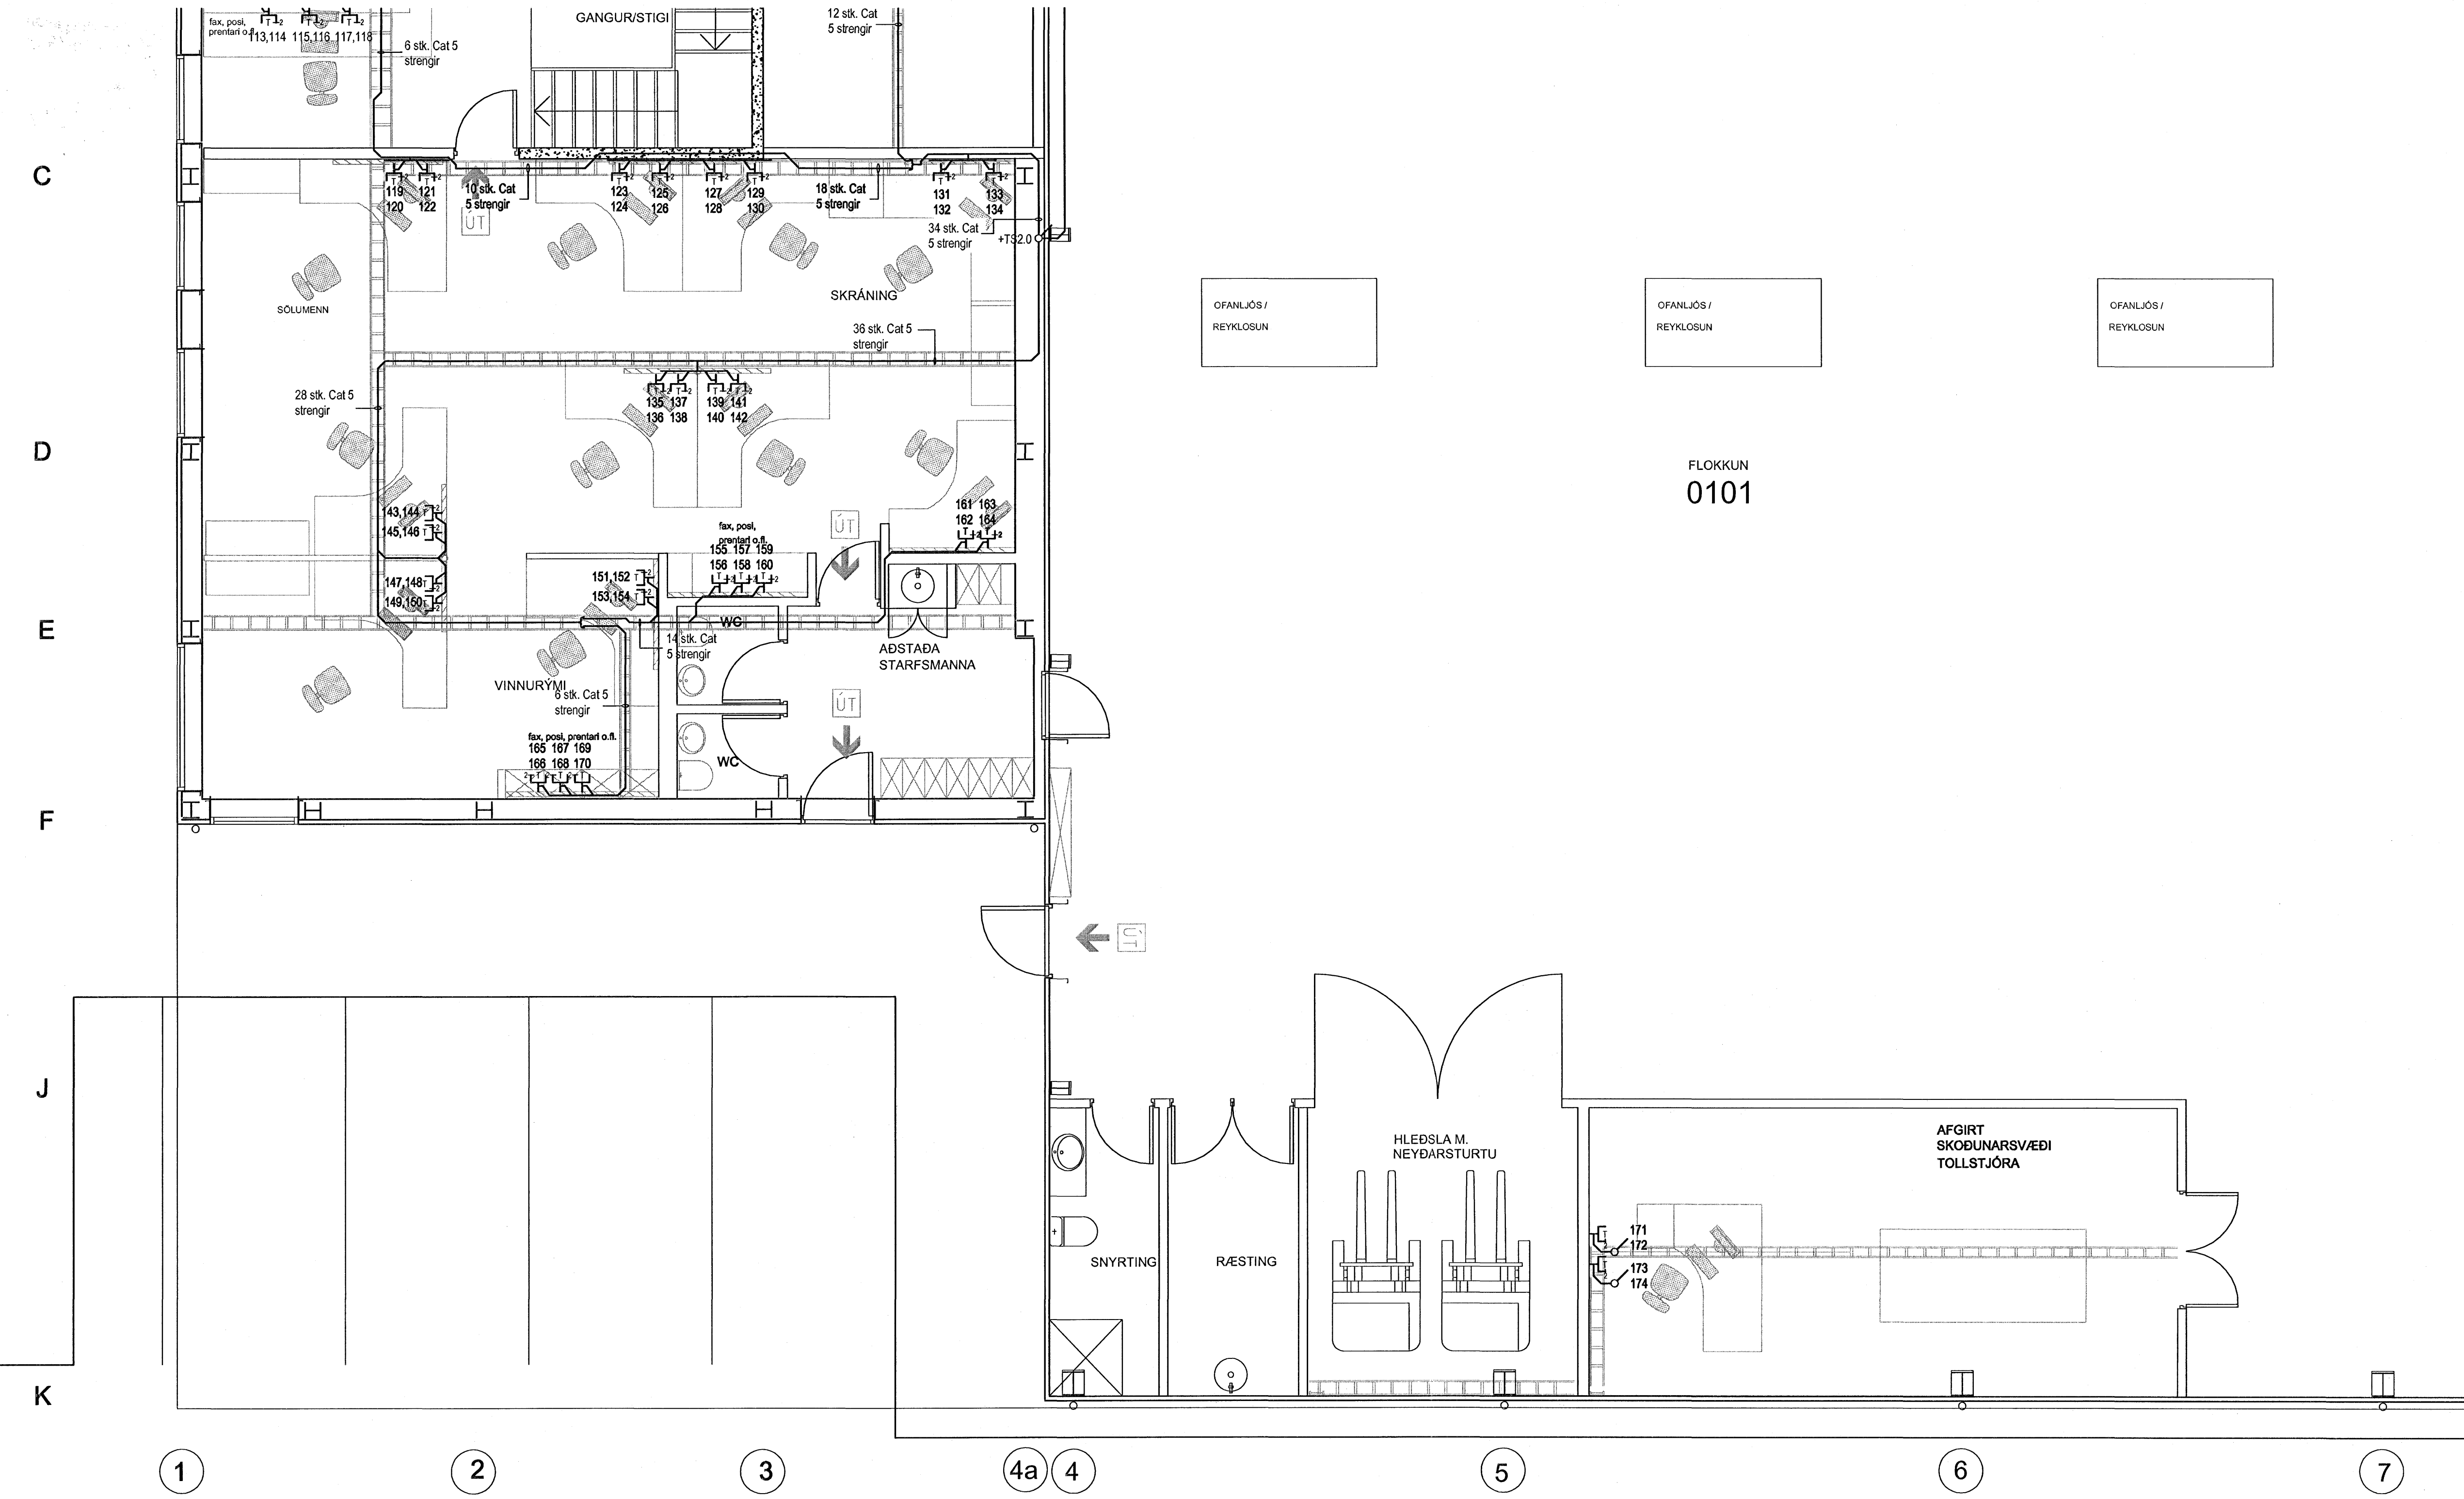 GANGUR/STIGI
12 stk. Cat
5 strengir
fax, posi,
prentari o.fl.
113,114
115,116
117,118
6 stk. Cat 5
strengir
C
119
120
121
122
10 stk. Cat
5 strengir
ÚT
123
124
125
126
127
128
129
130
18 stk. Cat
5 strengir
131
132
133
134
34 stk. Cat
5 strengir
+TS2.0
SÖLUMENN
SKRÁNING
OFANLJÓS /
REYKLOSUN
OFANLJÓS /
REYKLOSUN
OFANLJÓS /
REYKLOSUN
36 stk. Cat 5
strengir
28 stk. Cat 5
strengir
135 137
136 138
139 141
140 142
D
FLOKKUN
0101
143,144
145,146
147,148
149,150
151,152
153,154
fax, posi,
prentari o.fl.
155 157 159
156 158 160
ÚT
161 163
162 164
E
WC
14 stk. Cat
5 strengir
AÐSTAÐA
STARFSMANNA
VINNURÝMI
6 stk. Cat 5
strengir
ÚT
fax, posi, prentari o.fl.
165 167 169
166 168 170
WC
F
ÚT
J
HLEÐSLA M.
NEYÐARSTURTU
AFGIRT
SKOÐUNARSVÆÐI
TOLLSTJÓRA
SNYRTING
RÆSTING
171
172
173
174
K
1
2
3
4a
4
5
6
7